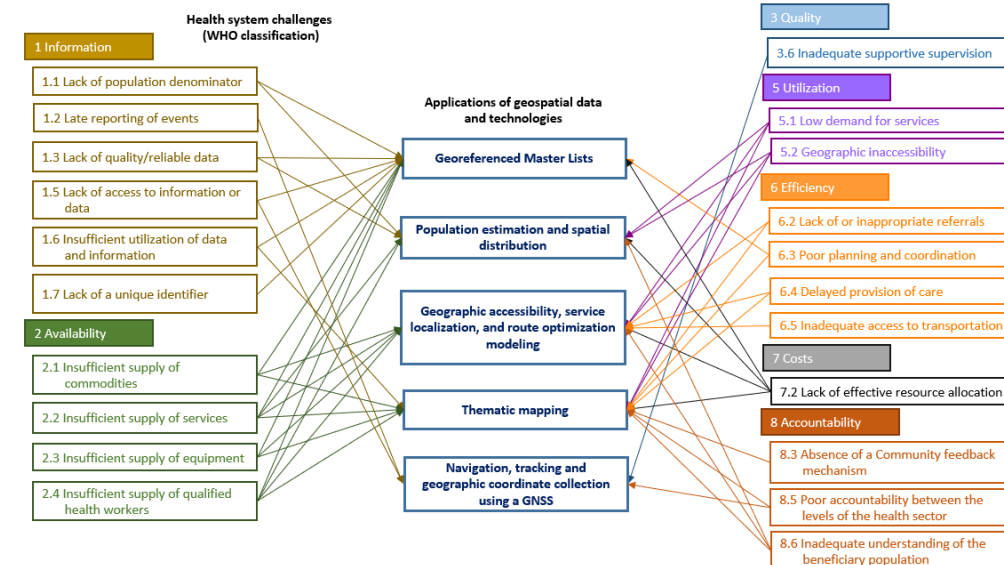 Health system challenges
(WHO classification)
1 Information
1.1 Lack of population denominator
1.2 Late reporting of events
1.3 Lack of quality/reliable data
1.5 Lack of access to information or
data
1.6 Insufficient utilization of data
and information
1.7 Lack of a unique identifier
2 Availability
2.1 Insufficient supply of
commodities
2.2 Insufficient supply of services
2.3 Insufficient supply of equipment
2.4 Insufficient supply of qualified
health workers
Applications of geospatial data
and technologies
Georeferenced Master Lists
Population estimation and spatial
distribution
Geographic accessibility, service
localization, and route optimization
modeling
Thematic mapping
Navigation, tracking and
geographic coordinate collection
using a GNSS
3 Quality
3.6 Inadequate supportive supervision
5 Utilization
5.1 Low demand for services
5.2 Geographic inaccessibility
6 Efficiency
6.2 Lack of or inappropriate referrals
6.3 Poor planning and coordination
6.4 Delayed provision of care
6.5 Inadequate access to transportation
7 Costs
7.2 Lack of effective resource allocation
8 Accountability
8.3 Absence of a Community feedback
mechanism
8.5 Poor accountability between the
levels of the health sector
8.6 Inadequate understanding of the
beneficiary population